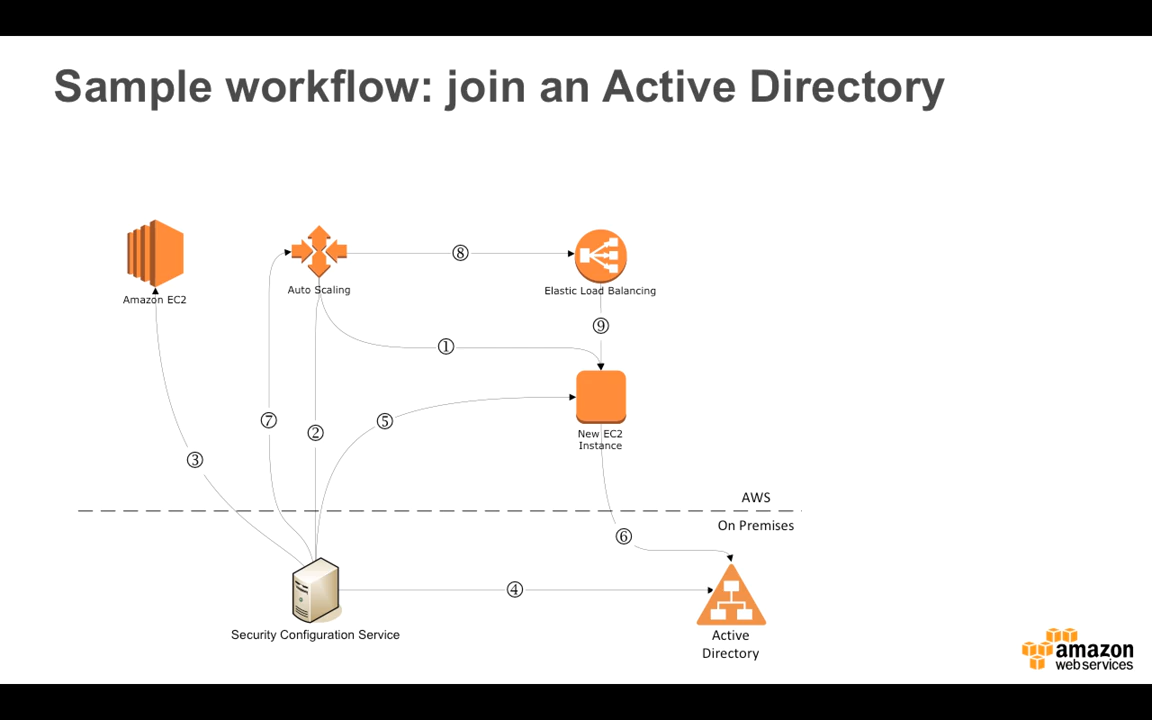 Sample workflow: join an Active Directory
⑧
Amazon EC2
Auto Scaling
Elastic Load Balancing
⑨
①
⑦
②
⑤
New EC2
Instance
③
AWS
On Premises
⑥
④
Security Configuration Service
Active
Directory
amazon
webservices